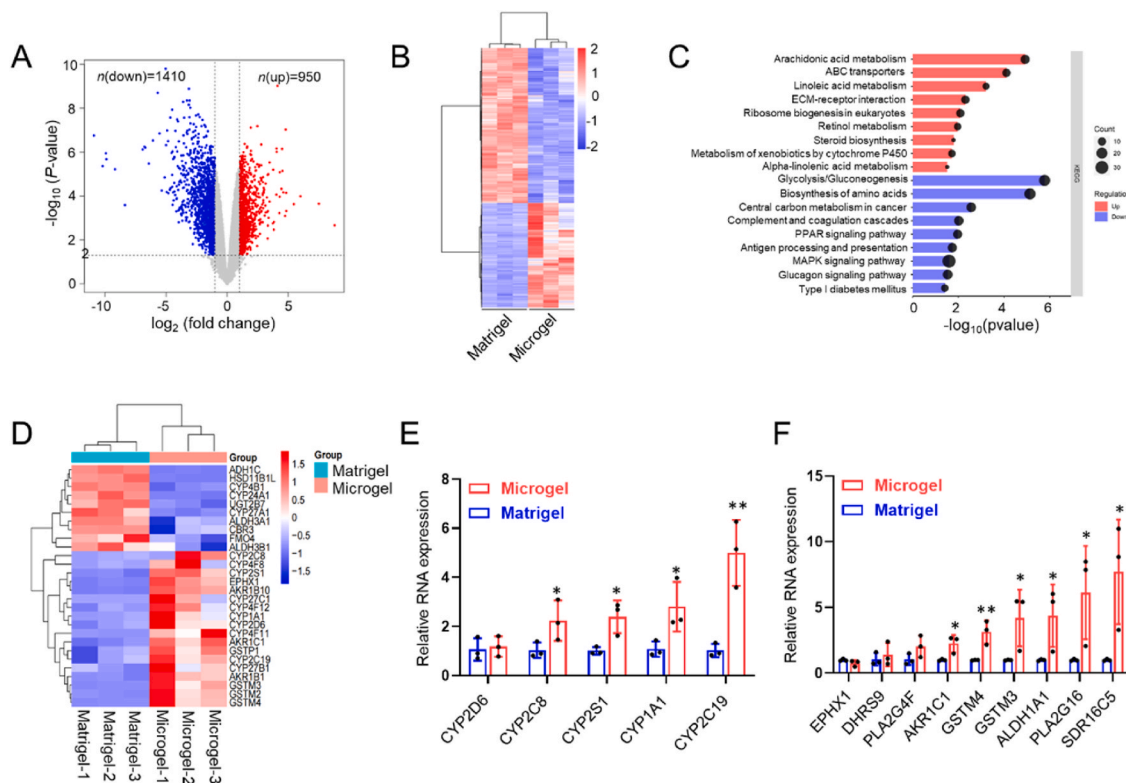 A
n(down)=1410
n(up)=950
10
8
6
4
2
2
0
-log10 (P-value)
-10
-5
0
5
log2 (fold change)
B
2
1
0
-1
-2
Matrigel
Microgel
C
Arachidonic acid metabolism
ABC transporters
Linoleic acid metabolism
ECM-receptor interaction
Ribosome biogenesis in eukaryotes
Retinol metabolism
Steroid biosynthesis
Metabolism of xenobiotics by cytochrome P450
Alpha-linolenic acid metabolism
Glycolysis/Gluconeogenesis
Biosynthesis of amino acids
Central carbon metabolism in cancer
Complement and coagulation cascades
PPAR signaling pathway
Antigen processing and presentation
MAPK signaling pathway
Glucagon signaling pathway
Type I diabetes mellitus
0
2
2
4
6
-log10(pvalue)
KEGG
Count
10
20
30
Regulation
Up
Down
D
Group
ADH1C
HSD11B1L
CYP4B1
CYP24A1
UGT2B7
CYP27A1
ALDH3A1
CBR3
FMO4
ALDH3B1
CYP2C8
CYP4F8
CYP2S1
EPHX1
AKR1B10
CYP27C1
CYP4F12
CYP1A1
CYP2D6
CYP4F11
AKR1C1
GSTP1
CYP2C19
CYP27B1
AKR1B1
GSTM3
GSTM2
GSTM4
1.5
1
0.5
0
-0.5
-1
-1.5
Group
Matrigel
Microgel
Matrigel-1
Matrigel-2
Matrigel-3
Microgel-1
Microgel-2
Microgel-3
E
Microgel
Matrigel
Relative RNA expression
8
6
4
2
0
*
*
*
**
CYP2D6
CYP2C8
CYP2S1
CYP1A1
CYP2C19
F
Microgel
Matrigel
Relative RNA expression
15
10
5
0
*
**
*
*
*
*
EPHX1
DHRS9
PLA2G4F
AKR1C1
GSTM4
GSTM3
ALDH1A1
PLA2G16
SDR16C5